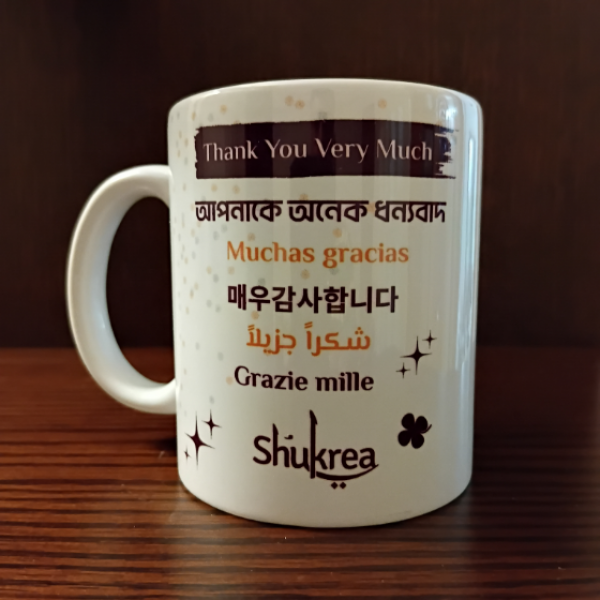 Thank You Very Much
আপনাকে অনেক ধন্যবাদ
Muchas gracias
매우감사합니다
شكراً جزيلاً
Grazie mille
Shukrea